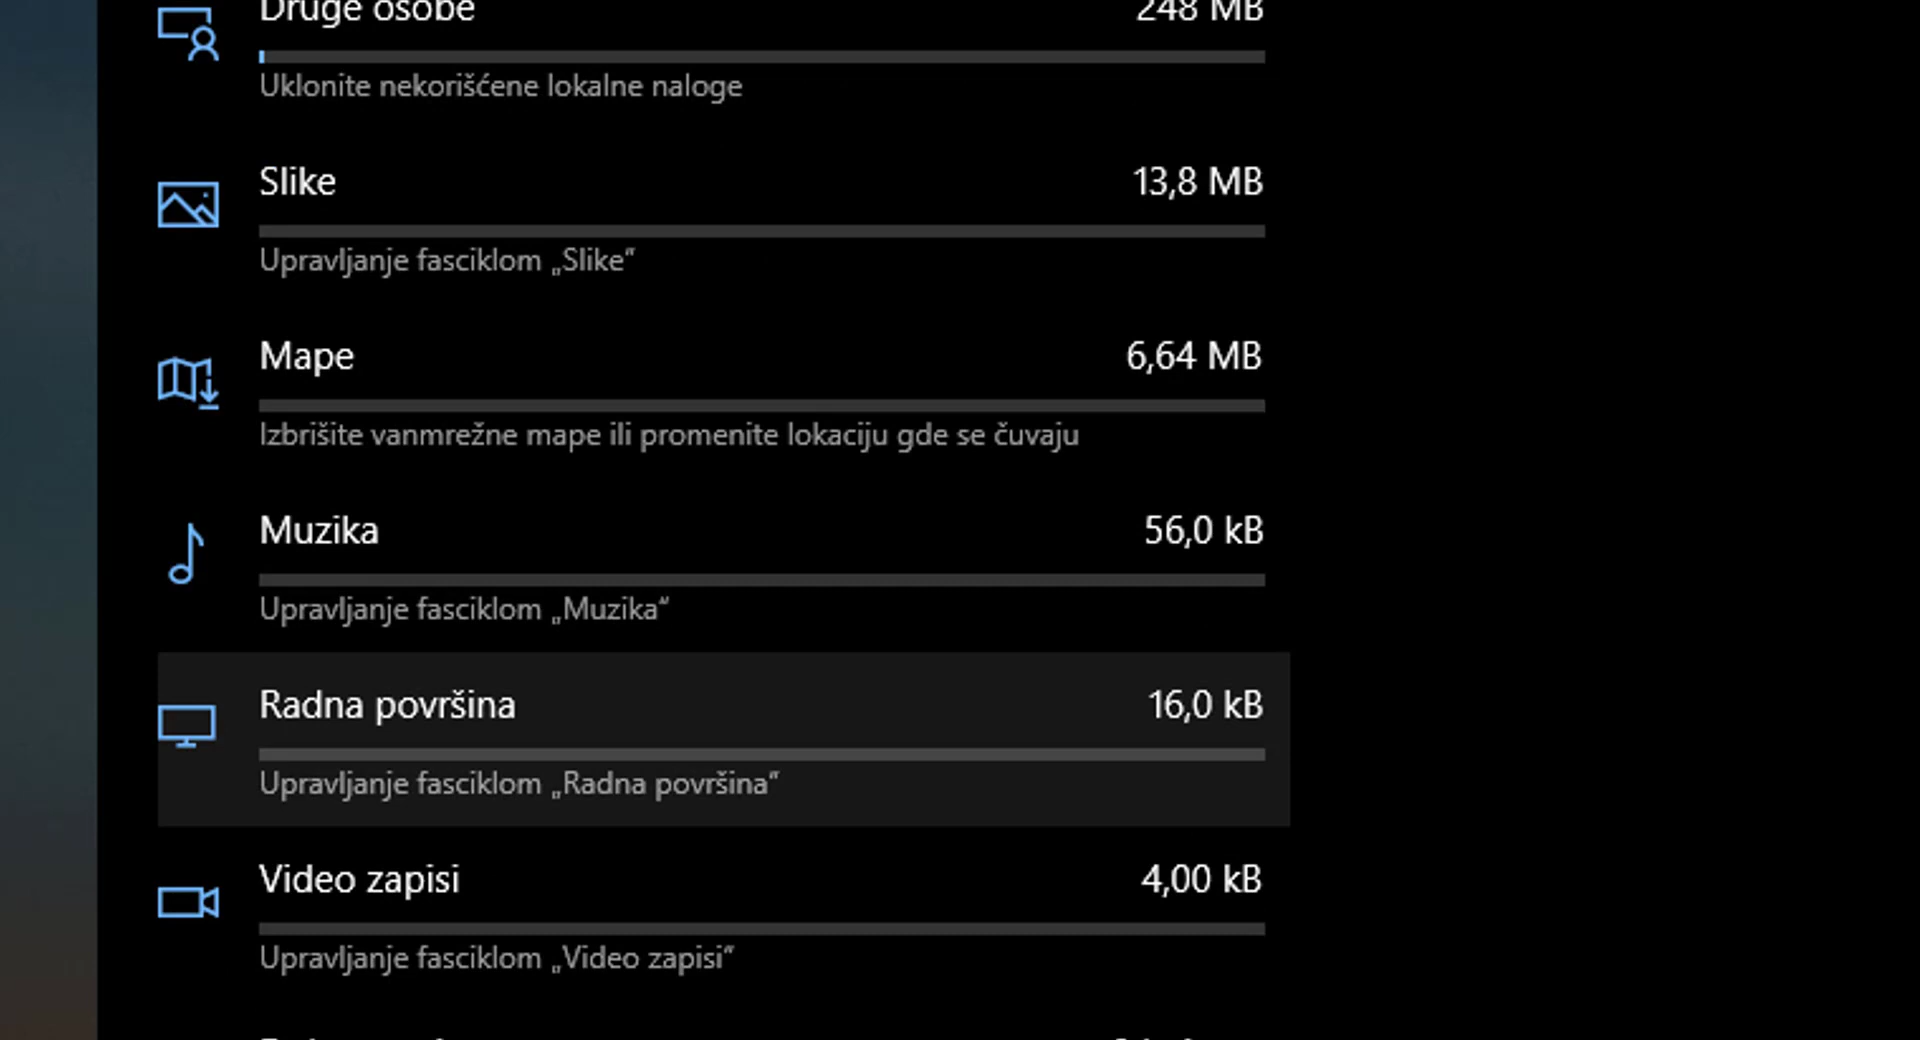 Druge osobe 248 MB
Uklonite nekorišćene lokalne naloge
Slike 13,8 MB
Upravljanje fasciklom „Slike“
Mape 6,64 MB
Izbrišite vanmrežne mape ili promenite lokaciju gde se čuvaju
Muzika 56,0 kB
Upravljanje fasciklom „Muzika“
Radna površina 16,0 kB
Upravljanje fasciklom „Radna površina“
Video zapisi 4,00 kB
Upravljanje fasciklom „Video zapisi“